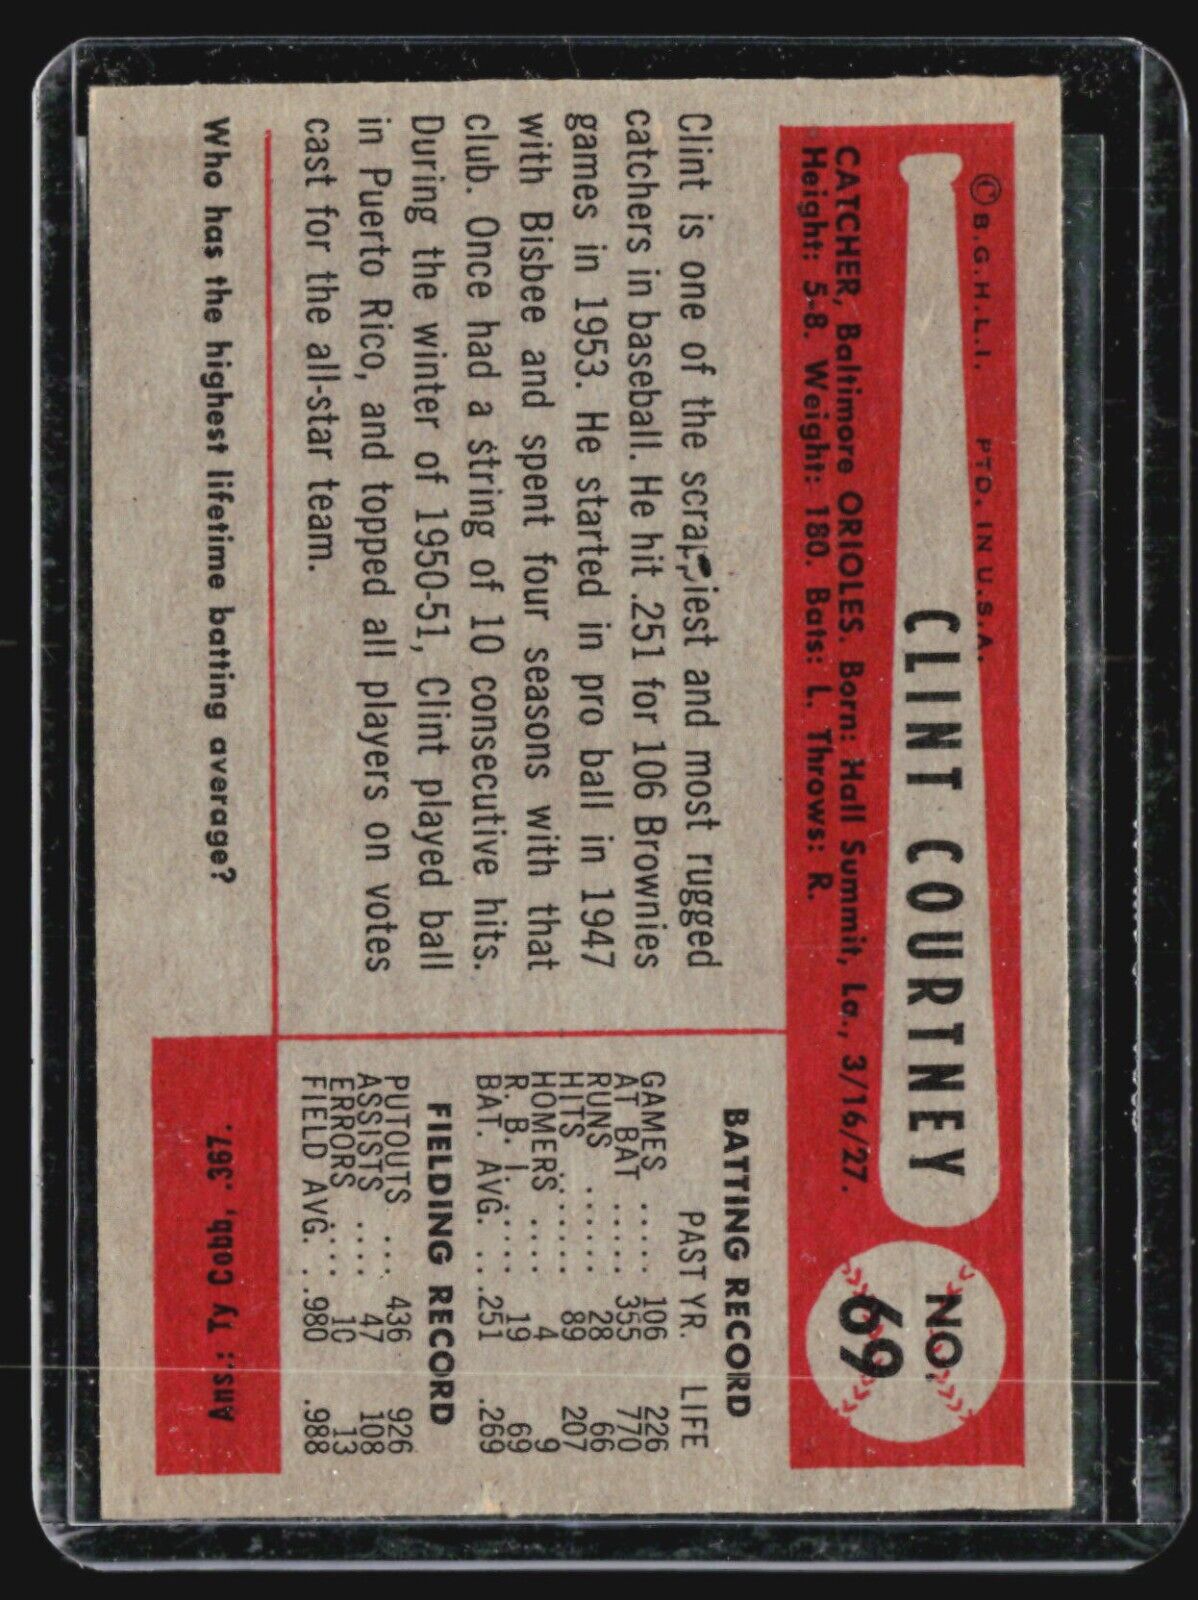 © B.G.H.L.I. PTD. IN U.S.A.
CLINT COURTNEY
NO.
69
CATCHER, Baltimore ORIOLES. Born: Hall Summit, La., 3/16/27.
Height: 5-8. Weight: 180. Bats: L. Throws: R.
Clint is one of the scrappiest and most rugged
catchers in baseball. He hit .251 for 106 Brownies
games in 1953. He started in pro ball in 1947
with Bisbee and spent four seasons with that
club. Once had a string of 10 consecutive hits.
During the winter of 1950-51, Clint played ball
in Puerto Rico, and topped all players on votes
cast for the all-star team.
BATTING RECORD
PAST YR. LIFE
GAMES ..... 106 226
AT BAT ..... 355 770
RUNS ...... 28 66
HITS ....... 89 207
HOMERS .... 4 9
R. B. I. ..... 19 69
BAT. AVG. ...251 .269
FIELDING RECORD
PUTOUTS ... 436 926
ASSISTS .... 47 108
ERRORS .... 10 13
FIELD AVG. ..980 .988
Who has the highest lifetime batting average?
Ans.: Ty Cobb, .367.